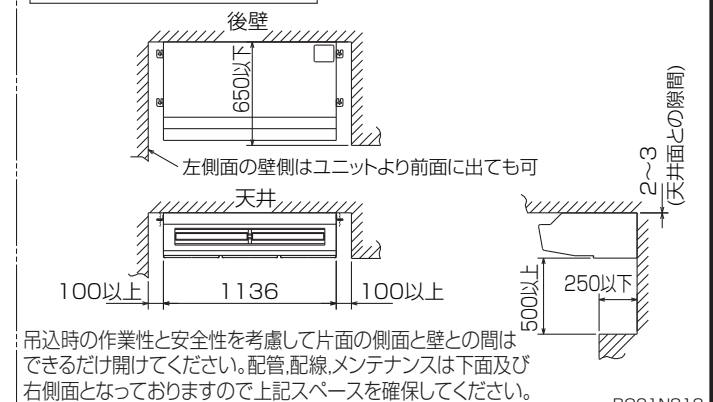 後壁
650以下
左側面の壁側はユニットより前面に出ても可
天井
2〜3
(天井面との隙間)
100以上
1136
100以上
500以上
250以下
吊込時の作業性と安全性を考慮して片面の側面と壁との間は
できるだけ開けてください。配管,配線,メンテナンスは下面及び
右側面となっておりますので上記スペースを確保してください。